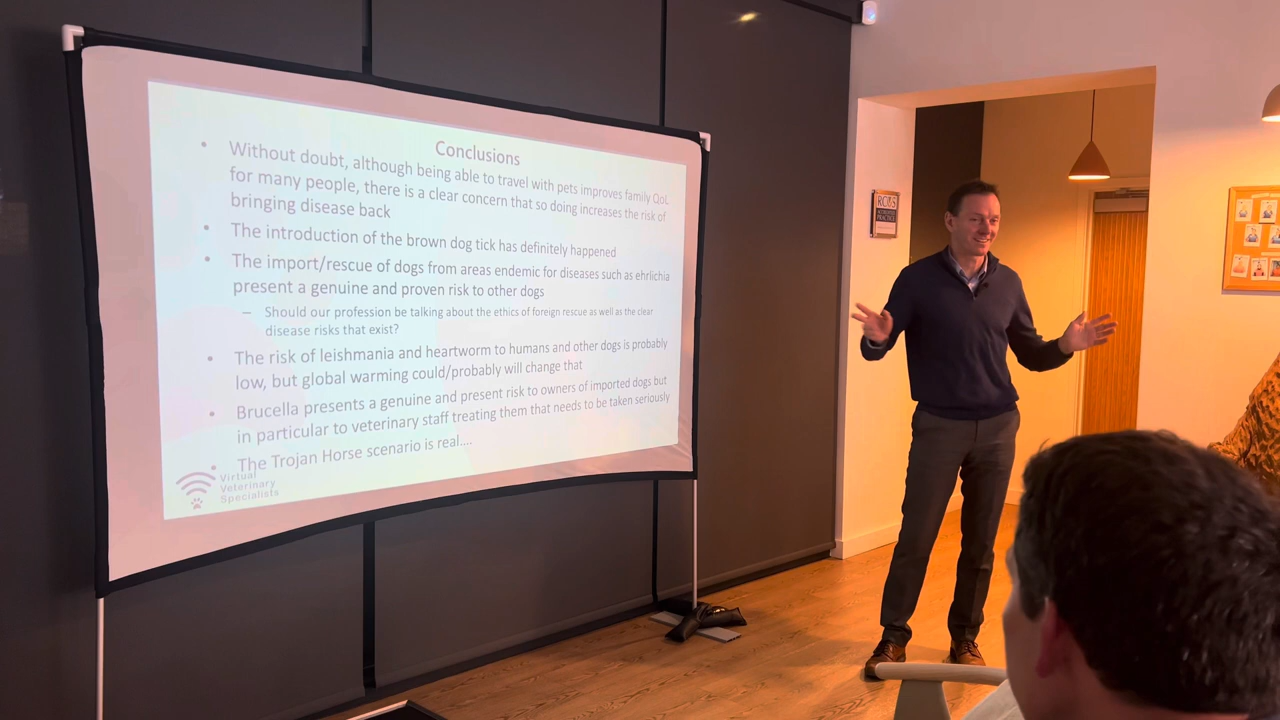 Conclusions
• Without doubt, although being able to travel with pets improves family QoL
for many people, there is a clear concern that so doing increases the risk of
bringing disease back
• The introduction of the brown dog tick has definitely happened
• The import/rescue of dogs from areas endemic for diseases such as ehrlichia
present a genuine and proven risk to other dogs
– Should our profession be talking about the ethics of foreign rescue as well as the clear
disease risks that exist?
• The risk of leishmania and heartworm to humans and other dogs is probably
low, but global warming could/probably will change that
• Brucella presents a genuine and present risk to owners of imported dogs but
in particular to veterinary staff treating them that needs to be taken seriously
• The Trojan Horse scenario is real....
Virtual
Veterinary
Specialists
RCVS
ACCREDITED
PRACTICE